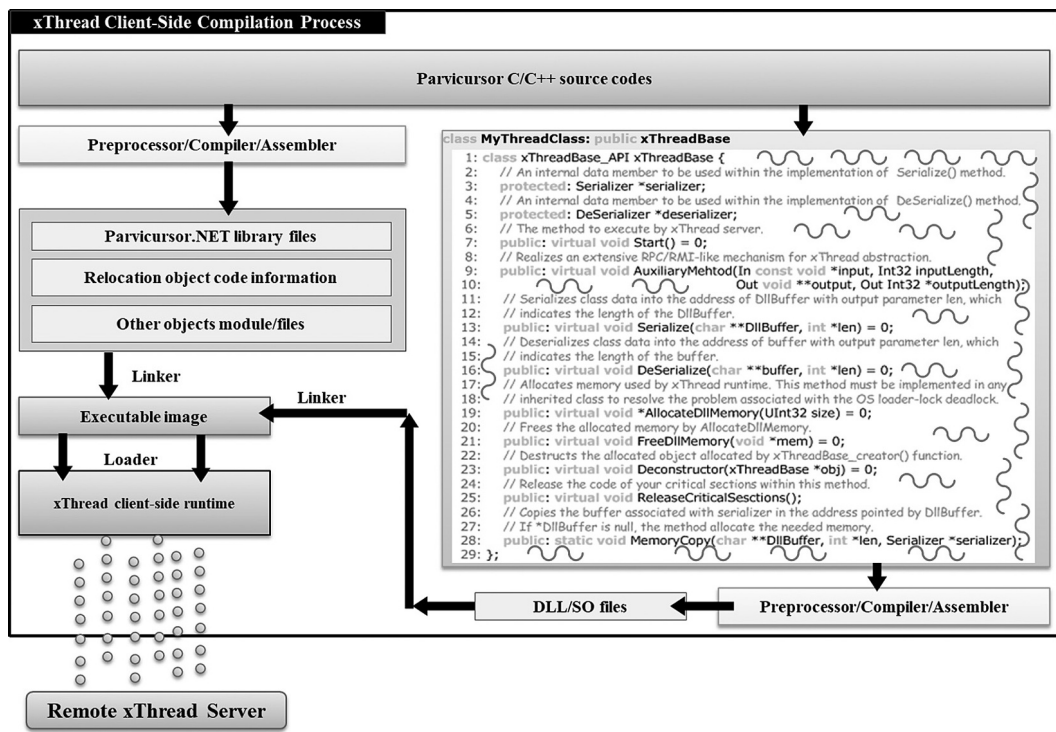 xThread Client-Side Compilation Process
Parvicursor C/C++ source codes
Preprocessor/Compiler/Assembler
Parvicursor.NET library files
Relocation object code information
Other objects module/files
Linker
Executable image
Loader
xThread client-side runtime
Remote xThread Server
class MyThreadClass: public xThreadBase
1: class xThreadBase_API xThreadBase {
2: // An internal data member to be used within the implementation of Serialize() method.
3: protected: Serializer *serializer;
4: // An internal data member to be used within the implementation of DeSerialize() method.
5: protected: DeSerializer *deserializer;
6: // The method to execute by xThread server.
7: public: virtual void Start() = 0;
8: // Realizes an extensive RPC/RMI-like mechanism for xThread abstraction.
9: public: virtual void AuxiliaryMehtod(In const void *input, Int32 inputLength,
10: Out void **output, Out Int32 *outputLength);
11: // Serializes class data into the address of DllBuffer with output parameter len, which
12: // indicates the length of the DllBuffer.
13: public: virtual void Serialize(char **DllBuffer, int *len) = 0;
14: // Deserializes class data into the address of buffer with output parameter len, which
15: // indicates the length of the buffer.
16: public: virtual void DeSerialize(char **buffer, int *len) = 0;
17: // Allocates memory used by xThread runtime. This method must be implemented in any
18: // inherited class to resolve the problem associated with the OS loader-lock deadlock.
19: public: virtual void *AllocateDllMemory(UInt32 size) = 0;
20: // Frees the allocated memory by AllocateDllMemory.
21: public: virtual void FreeDllMemory(void *mem) = 0;
22: // Destructs the allocated object allocated by xThreadBase_creator() function.
23: public: virtual void Deconstructor(xThreadBase *obj) = 0;
24: // Release the code of your critical sections within this method.
25: public: virtual void ReleaseCriticalSesctions();
26: // Copies the buffer associated with serializer in the address pointed by DllBuffer.
27: // If *DllBuffer is null, the method allocate the needed memory.
28: public: static void MemoryCopy(char **DllBuffer, int *len, Serializer *serializer);
29: };
Preprocessor/Compiler/Assembler
DLL/SO files
Linker